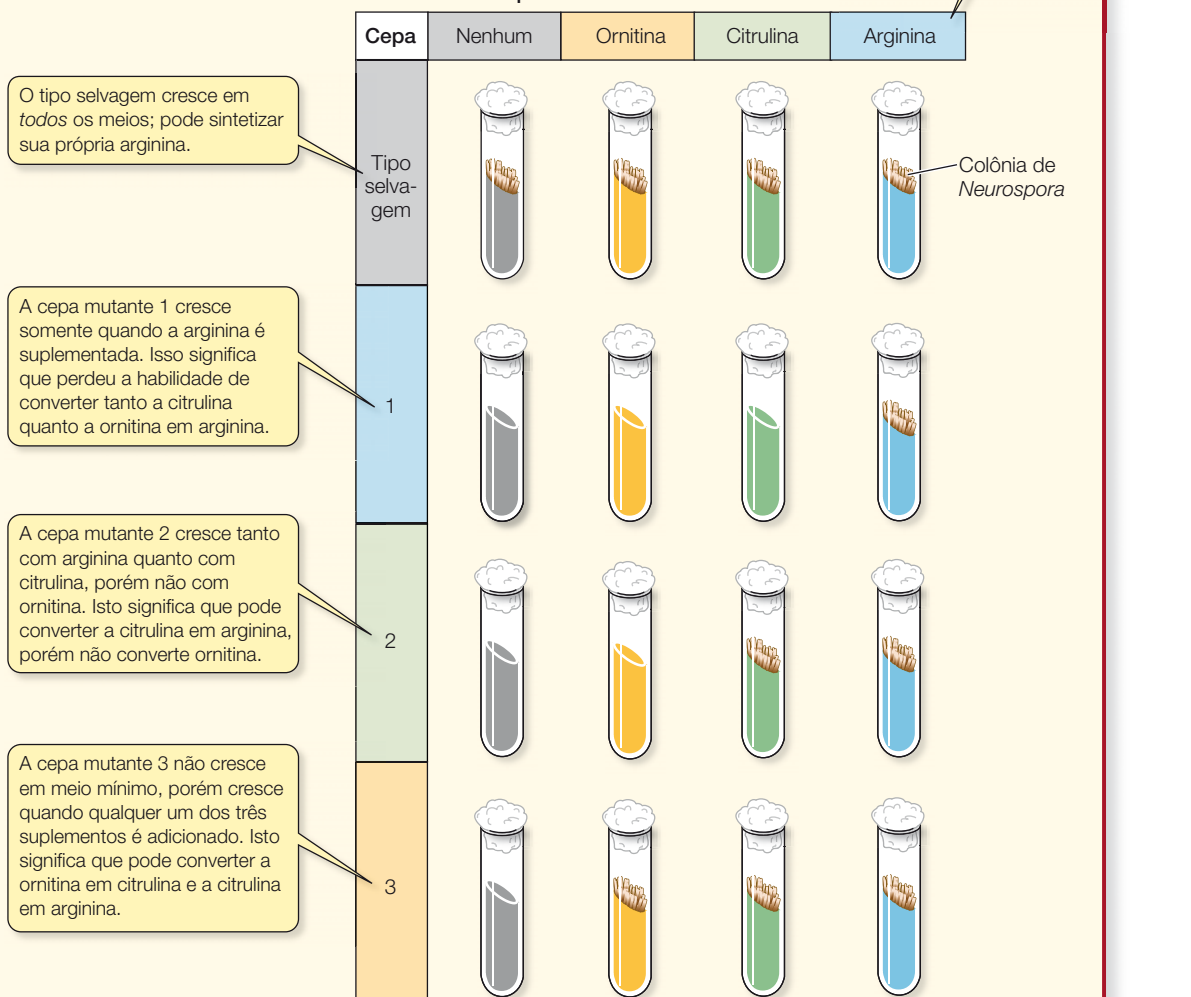 Cepa
Nenhum
Ornitina
Citrulina
Arginina
O tipo selvagem cresce em
todos os meios; pode sintetizar
sua própria arginina.
Tipo
selva-
gem
Colônia de
Neurospora
A cepa mutante 1 cresce
somente quando a arginina é
suplementada. Isso significa
que perdeu a habilidade de
converter tanto a citrulina
quanto a ornitina em arginina.
1
A cepa mutante 2 cresce tanto
com arginina quanto com
citrulina, porém não com
ornitina. Isto significa que pode
converter a citrulina em arginina,
porém não converte ornitina.
2
A cepa mutante 3 não cresce
em meio mínimo, porém cresce
quando qualquer um dos três
suplementos é adicionado. Isto
significa que pode converter a
ornitina em citrulina e a citrulina
em arginina.
3